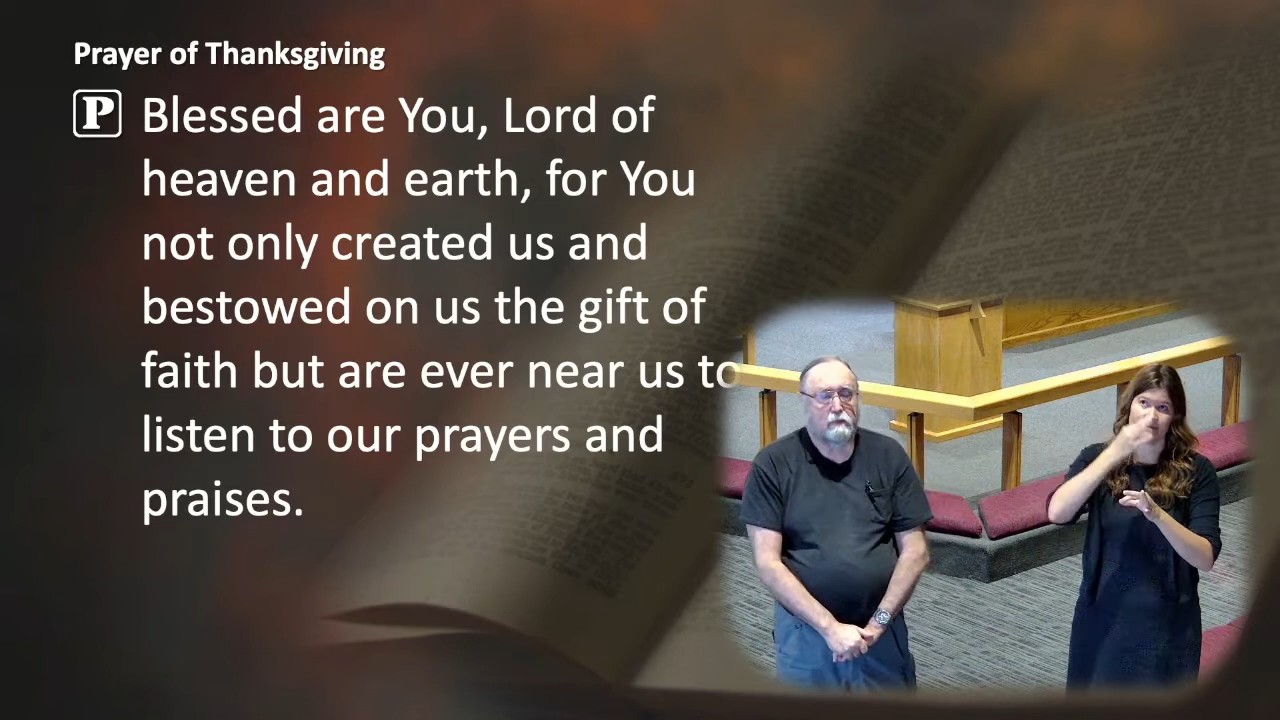 Prayer of Thanksgiving
P Blessed are You, Lord of
heaven and earth, for You
not only created us and
bestowed on us the gift of
faith but are ever near us to
listen to our prayers and
praises.